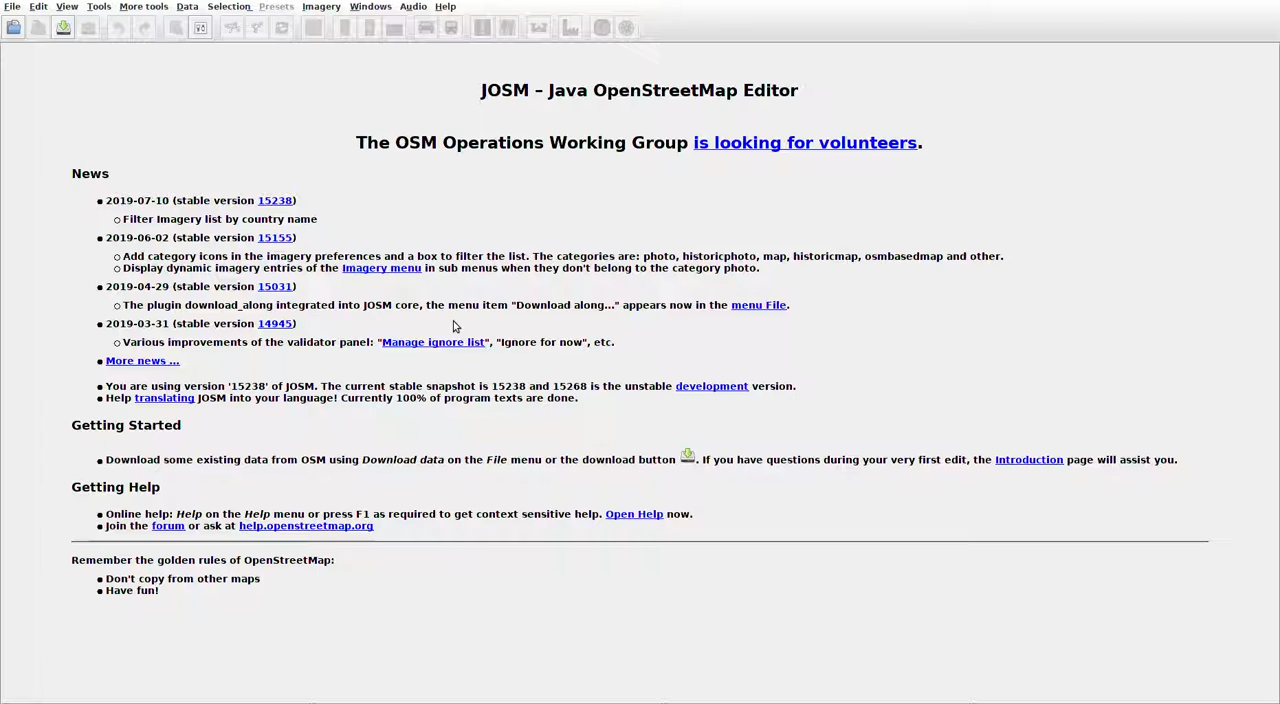 File Edit View Tools More tools Data Selection Presets Imagery Windows Audio Help
JOSM – Java OpenStreetMap Editor
The OSM Operations Working Group is looking for volunteers.
News
2019-07-10 (stable version 15238)
Filter Imagery list by country name
2019-06-02 (stable version 15155)
Add category icons in the imagery preferences and a box to filter the list. The categories are: photo, historicphoto, map, historicmap, osmbasedmap and other.
Display dynamic imagery entries of the Imagery menu in sub menus when they don't belong to the category photo.
2019-04-29 (stable version 15031)
The plugin download_along integrated into JOSM core, the menu item "Download along..." appears now in the menu File.
2019-03-31 (stable version 14945)
Various improvements of the validator panel: "Manage ignore list", "Ignore for now", etc.
More news ...
You are using version '15238' of JOSM. The current stable snapshot is 15238 and 15268 is the unstable development version.
Help translating JOSM into your language! Currently 100% of program texts are done.
Getting Started
Download some existing data from OSM using Download data on the File menu or the download button . If you have questions during your very first edit, the Introduction page will assist you.
Getting Help
Online help: Help on the Help menu or press F1 as required to get context sensitive help. Open Help now.
Join the forum or ask at help.openstreetmap.org
Remember the golden rules of OpenStreetMap:
Don't copy from other maps
Have fun!